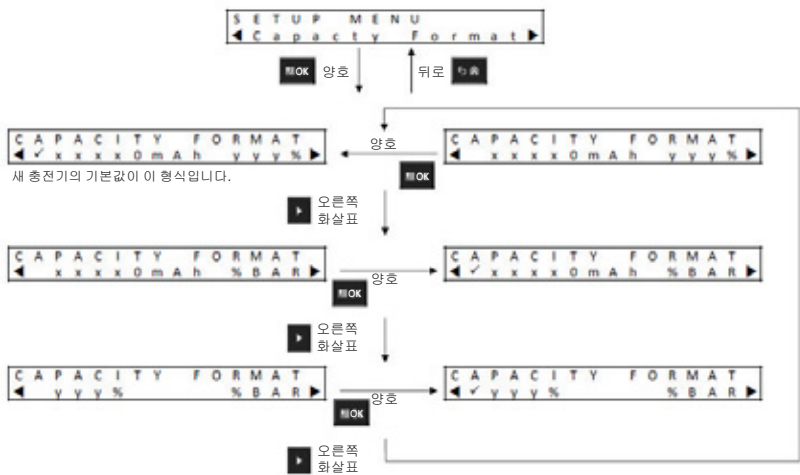 SETUP MENU
◀Capacty Format▶
OK 양호
뒤로
CAPACITY FORMAT
◀✓xxxx0mAh yyy%▶
양호
OK
CAPACITY FORMAT
◀ xxxx0mAh yyy%▶
새 충전기의 기본값이 이 형식입니다.
오른쪽
화살표
CAPACITY FORMAT
◀ xxxx0mAh %BAR▶
양호
OK
CAPACITY FORMAT
◀✓xxxx0mAh %BAR▶
오른쪽
화살표
CAPACITY FORMAT
◀ yyy% %BAR▶
양호
OK
CAPACITY FORMAT
◀✓yyy% %BAR▶
오른쪽
화살표